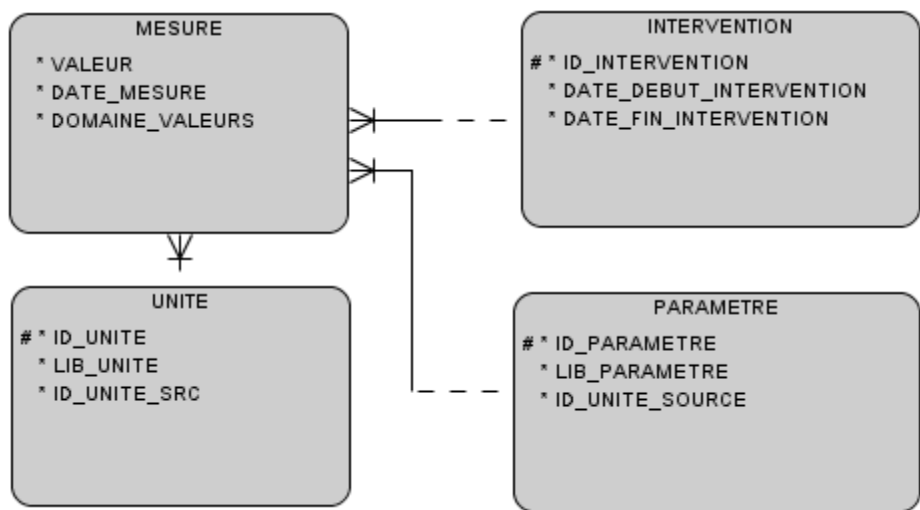 MESURE
* VALEUR
* DATE_MESURE
* DOMAINE_VALEURS
INTERVENTION
# * ID_INTERVENTION
* DATE_DEBUT_INTERVENTION
* DATE_FIN_INTERVENTION
UNITE
# * ID_UNITE
* LIB_UNITE
* ID_UNITE_SRC
PARAMETRE
# * ID_PARAMETRE
* LIB_PARAMETRE
* ID_UNITE_SOURCE